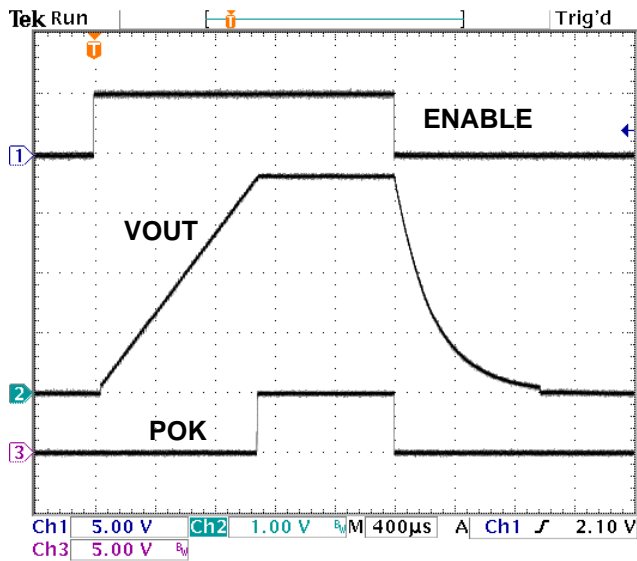 Tek Run Trig'd
T
T
ENABLE
1
VOUT
2
POK
3
Ch1 5.00 V Ch2 1.00 V BW M 400µs A Ch1 2.10 V
Ch3 5.00 V BW